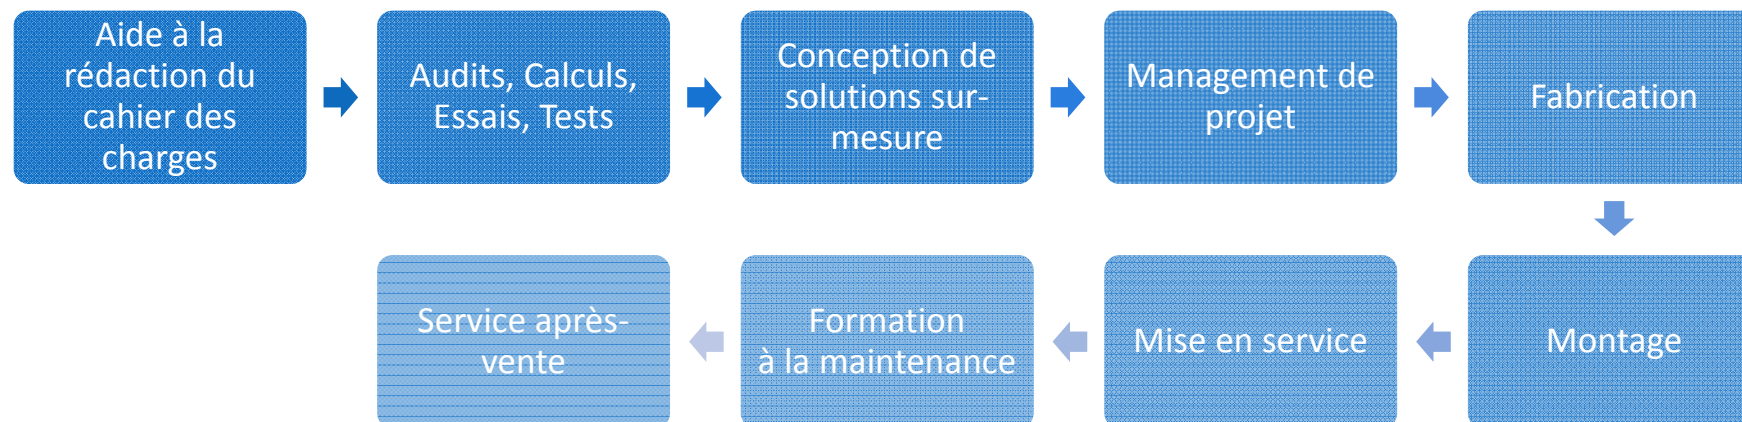 Aide à la
rédaction du
cahier des
charges
Audits, Calculs,
Essais, Tests
Conception de
solutions sur-
mesure
Management de
projet
Fabrication
Montage
Mise en service
Formation
à la maintenance
Service après-
vente